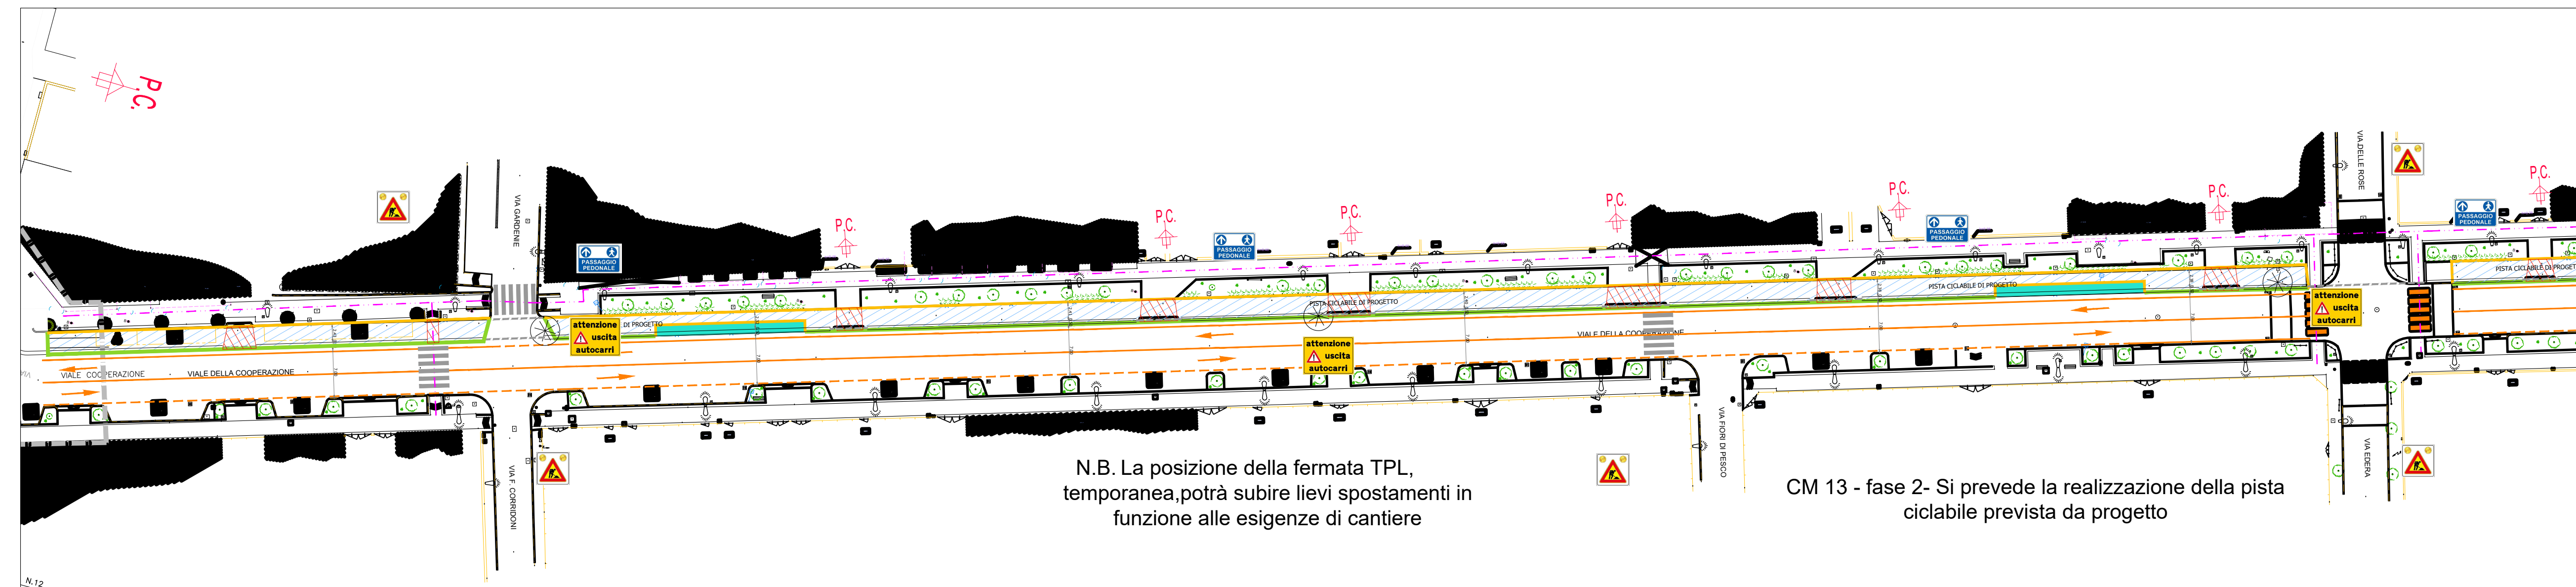 P.C.
VIA GARDENIE
VIA DELLE ROSE
P.C.
P.C.
P.C.
P.C.
P.C.
P.C.
P.C.
PASSAGGIO
PEDONALE
PASSAGGIO
PEDONALE
PASSAGGIO
PEDONALE
PASSAGGIO
PEDONALE
PISTA CICLABILE DI PROGETTO
PISTA CICLABILE DI PROGETTO
PISTA CICLABILE DI PROGET
DI PROGETTO
attenzione
uscita
autocarri
attenzione
uscita
autocarri
attenzione
uscita
autocarri
VIALE DELLA COOPERAZIONE
VIA
VIALE COOPERAZIONE
VIALE DELLA COOPERAZIONE
VIA F. CORRIDONI
VIA FIORI DI PESCO
VIA EDERA
N.B. La posizione della fermata TPL,
temporanea,potrà subire lievi spostamenti in
funzione alle esigenze di cantiere
CM 13 - fase 2- Si prevede la realizzazione della pista
ciclabile prevista da progetto
N.12